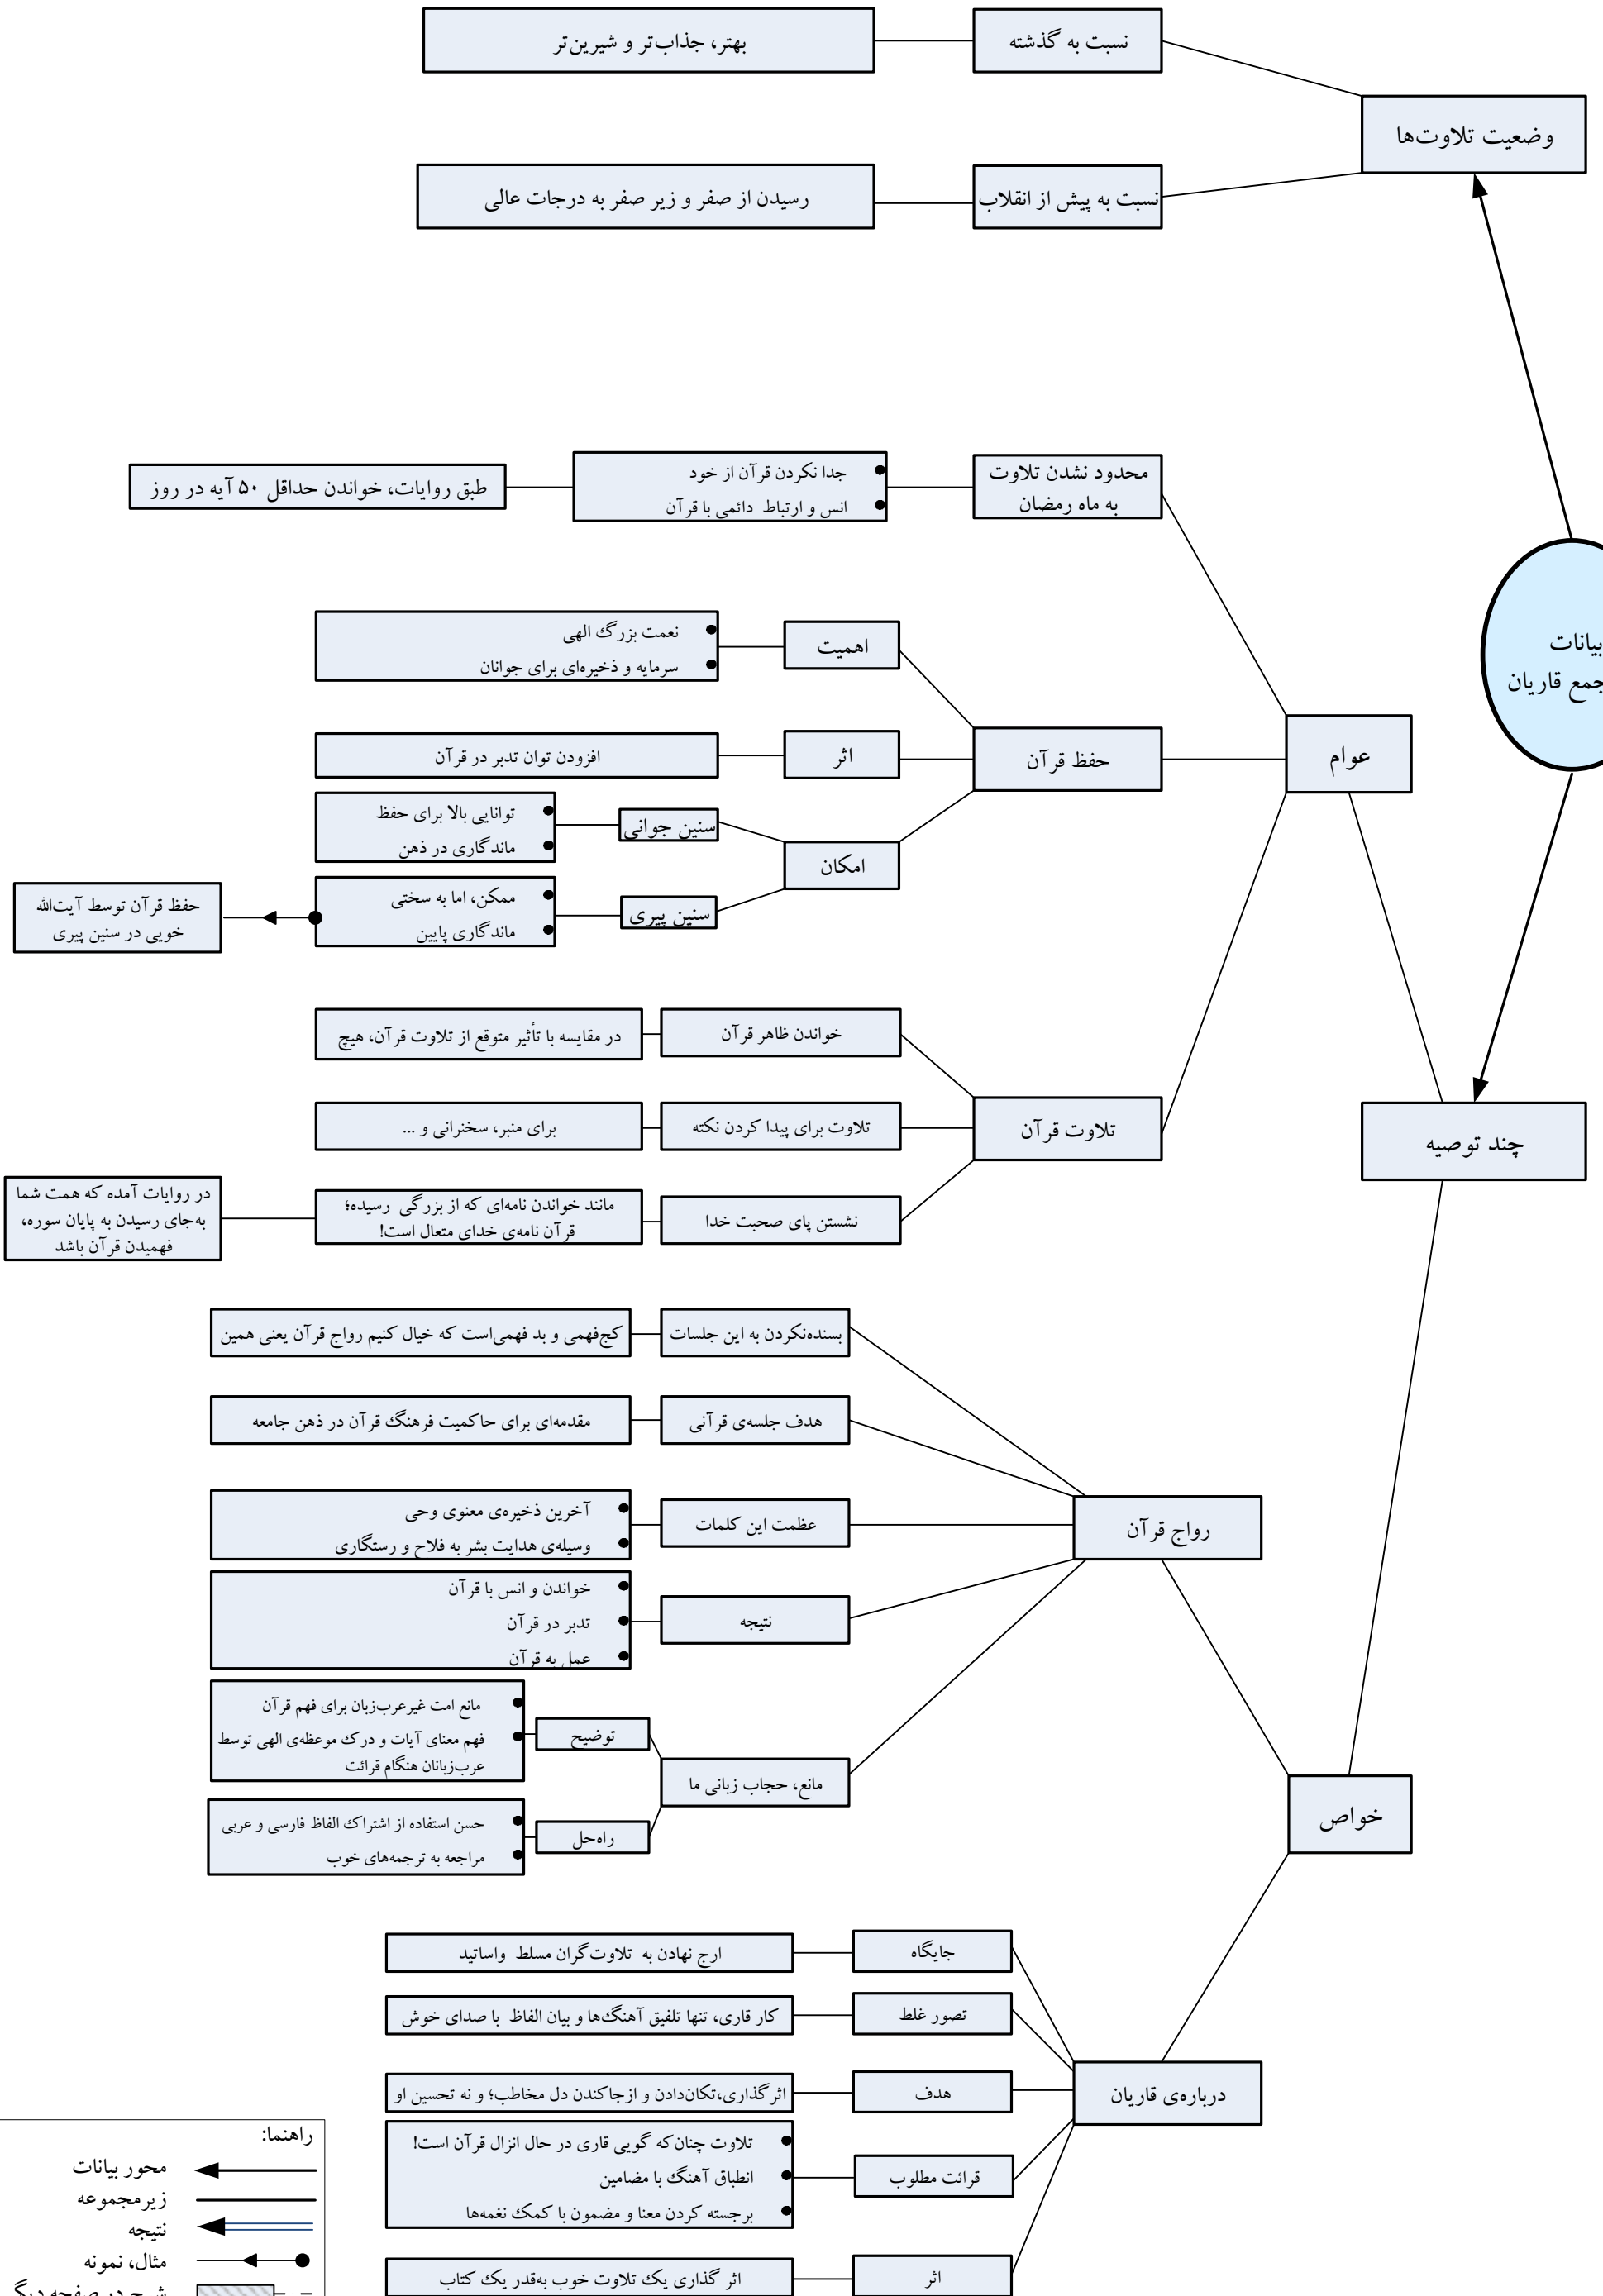 وضعیت تلاوت‌ها
نسبت به گذشته
بهتر، جذاب‌تر و شیرین‌تر
نسبت به پیش از انقلاب
رسیدن از صفر و زیر صفر به درجات عالی
بیانات
جمع قاریان
چند توصیه
عوام
محدود نشدن تلاوت
به ماه رمضان
جدا نکردن قرآن از خود
انس و ارتباط دائمی با قرآن
طبق روایات، خواندن حداقل ۵۰ آیه در روز
حفظ قرآن
اهمیت
نعمت بزرگ الهی
سرمایه و ذخیره‌ای برای جوانان
اثر
افزودن توان تدبر در قرآن
امکان
سنین جوانی
توانایی بالا برای حفظ
ماندگاری در ذهن
سنین پیری
ممکن، اما به سختی
ماندگاری پایین
حفظ قرآن توسط آیت‌الله
خویی در سنین پیری
تلاوت قرآن
خواندن ظاهر قرآن
در مقایسه با تأثیر متوقع از تلاوت قرآن، هیچ
تلاوت برای پیدا کردن نکته
برای منبر، سخنرانی و ...
نشستن پای صحبت خدا
مانند خواندن نامه‌ای که از بزرگی رسیده؛
قرآن نامه‌ی خدای متعال است!
در روایات آمده که همت شما
به‌جای رسیدن به پایان سوره،
فهمیدن قرآن باشد
خواص
رواج قرآن
بسنده‌نکردن به این جلسات
کج‌فهمی و بد فهمی‌است که خیال کنیم رواج قرآن یعنی همین
هدف جلسه‌ی قرآنی
مقدمه‌ای برای حاکمیت فرهنگ قرآن در ذهن جامعه
عظمت این کلمات
آخرین ذخیره‌ی معنوی وحی
وسیله‌ی هدایت بشر به فلاح و رستگاری
نتیجه
خواندن و انس با قرآن
تدبر در قرآن
عمل به قرآن
مانع، حجاب زبانی ما
توضیح
مانع امت غیرعرب‌زبان برای فهم قرآن
فهم معنای آیات و درک موعظه‌ی الهی توسط
عرب‌زبانان هنگام قرائت
راه‌حل
حسن استفاده از اشتراک الفاظ فارسی و عربی
مراجعه به ترجمه‌های خوب
درباره‌ی قاریان
جایگاه
ارج نهادن به تلاوت‌گران مسلط واساتید
تصور غلط
کار قاری، تنها تلفیق آهنگ‌ها و بیان الفاظ با صدای خوش
هدف
اثرگذاری،تکان‌دادن و ازجاکندن دل مخاطب؛ و نه تحسین او
قرائت مطلوب
تلاوت چنان‌که گویی قاری در حال انزال قرآن است!
انطباق آهنگ با مضامین
برجسته کردن معنا و مضمون با کمک نغمه‌ها
اثر
اثر گذاری یک تلاوت خوب به‌قدر یک کتاب
راهنما:
محور بیانات
زیرمجموعه
نتیجه
مثال، نمونه
شرح در صفحه